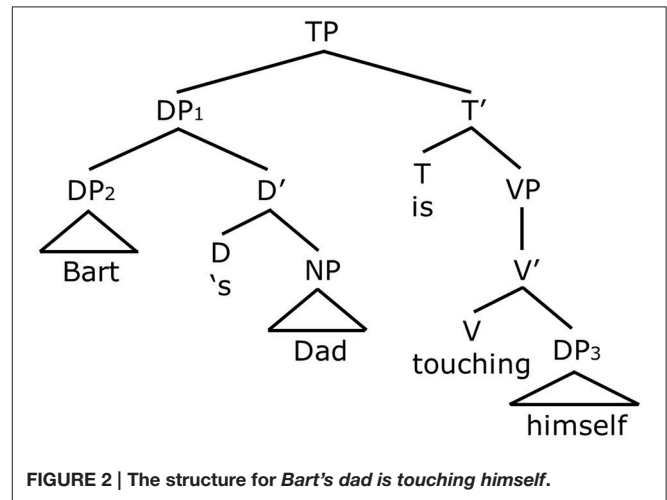 TP
DP1 T′
DP2 D′ T VP
is
Bart D NP V′
‘s
Dad V DP3
touching
himself
FIGURE 2 | The structure for Bart’s dad is touching himself.